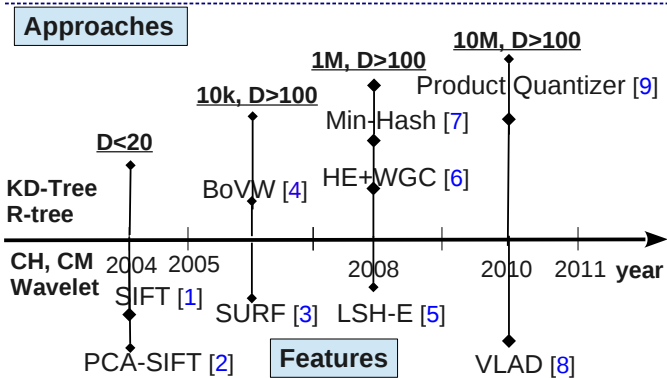 Approaches
10M, D>100
1M, D>100
Product Quantizer [9]
10k, D>100
Min-Hash [7]
D<20
HE+WGC [6]
BoVW [4]
KD-Tree
R-tree
CH, CM
Wavelet
2004
2005
2008
2010
2011
year
SIFT [1]
SURF [3]
LSH-E [5]
PCA-SIFT [2]
Features
VLAD [8]